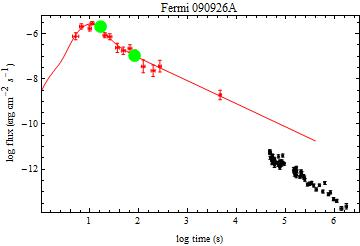 Fermi 090926A
log flux (erg cm⁻² s⁻¹)
−6
−8
−10
−12
0 1 2 3 4 5 6
log time (s)